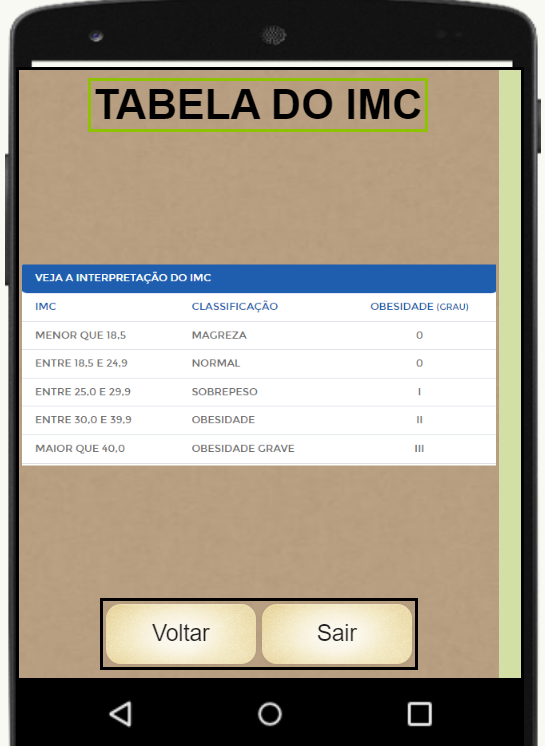 TABELA DO IMC
VEJA A INTERPRETAÇÃO DO IMC
IMC CLASSIFICAÇÃO OBESIDADE (GRAU)
MENOR QUE 18,5 MAGREZA 0
ENTRE 18,5 E 24,9 NORMAL 0
ENTRE 25,0 E 29,9 SOBREPESO I
ENTRE 30,0 E 39,9 OBESIDADE II
MAIOR QUE 40,0 OBESIDADE GRAVE III
Voltar Sair